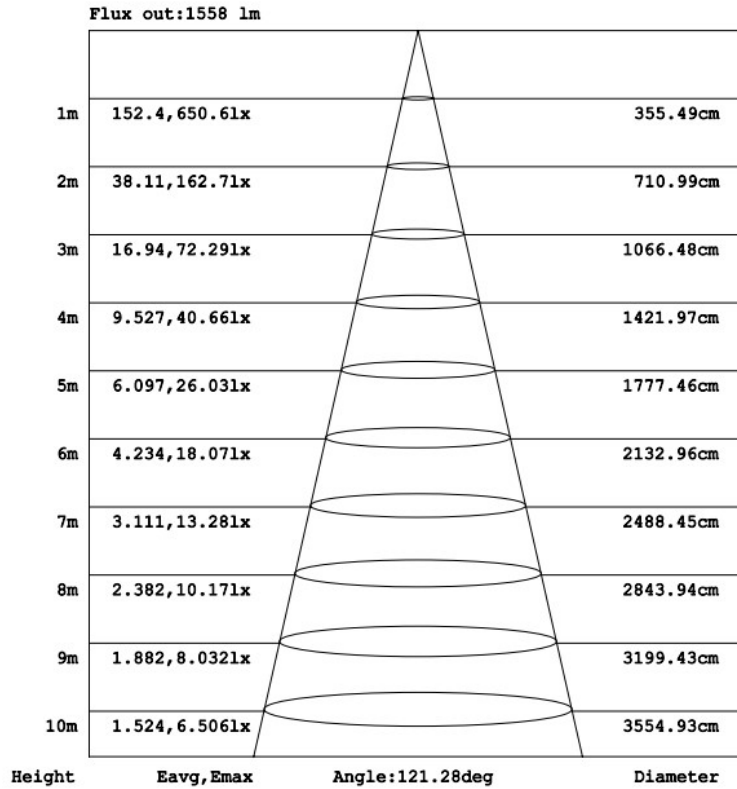 Flux out:1558 lm
1m 152.4,650.6lx 355.49cm
2m 38.11,162.7lx 710.99cm
3m 16.94,72.29lx 1066.48cm
4m 9.527,40.66lx 1421.97cm
5m 6.097,26.03lx 1777.46cm
6m 4.234,18.07lx 2132.96cm
7m 3.111,13.28lx 2488.45cm
8m 2.382,10.17lx 2843.94cm
9m 1.882,8.032lx 3199.43cm
10m 1.524,6.506lx 3554.93cm
Height Eavg,Emax Angle:121.28deg Diameter